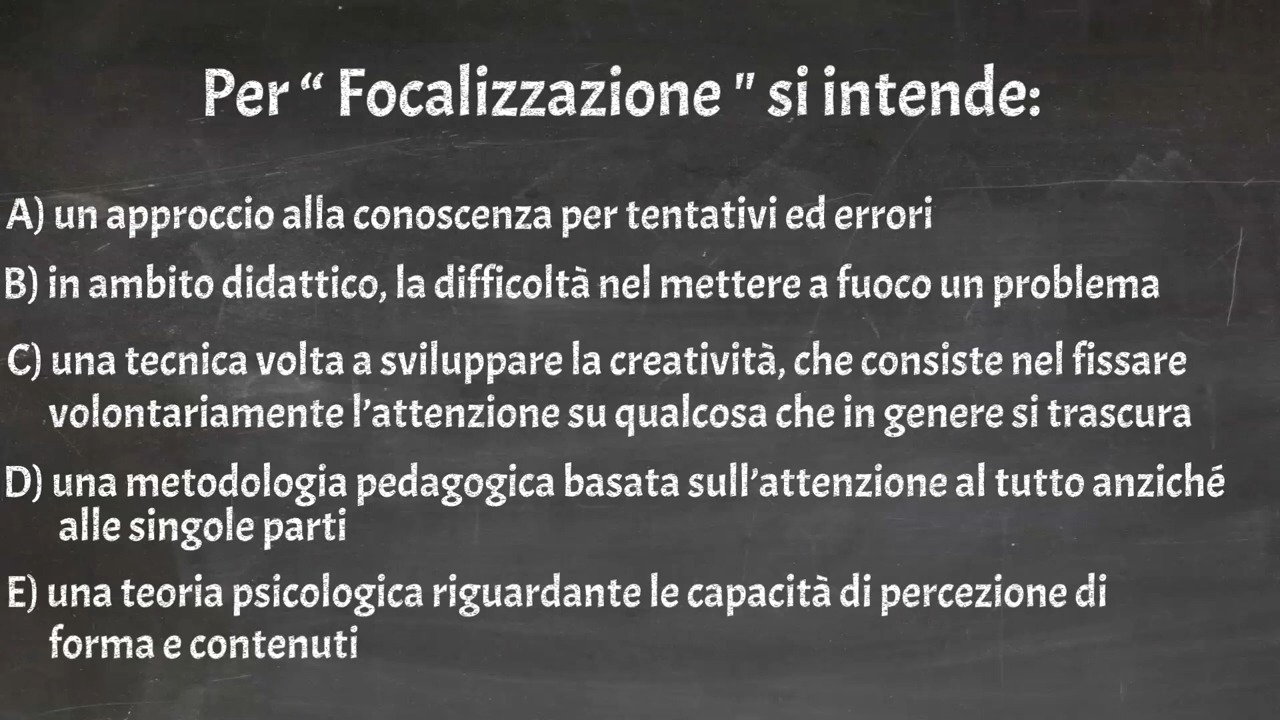 Per “ Focalizzazione " si intende:
A) un approccio alla conoscenza per tentativi ed errori
B) in ambito didattico, la difficoltà nel mettere a fuoco un problema
C) una tecnica volta a sviluppare la creatività, che consiste nel fissare
volontariamente l’attenzione su qualcosa che in genere si trascura
D) una metodologia pedagogica basata sull’attenzione al tutto anziché
alle singole parti
E) una teoria psicologica riguardante le capacità di percezione di
forma e contenuti